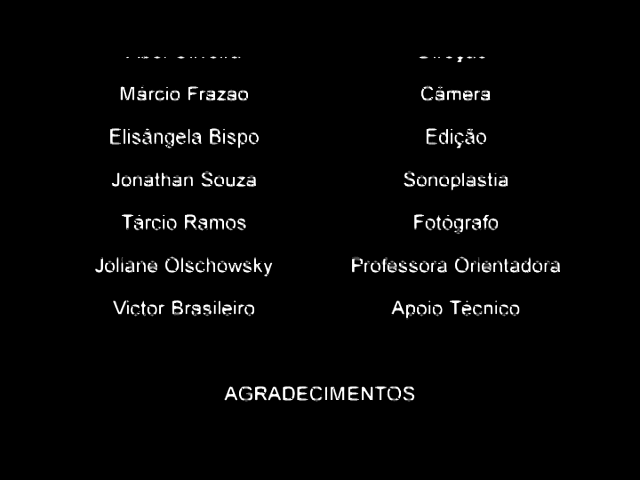 Márcio Frazao Câmera
Elisângela Bispo Edição
Jonathan Souza Sonoplastia
Tárcio Ramos Fotógrafo
Joliane Olschowsky Professora Orientadora
Victor Brasileiro Apoio Técnico
AGRADECIMENTOS